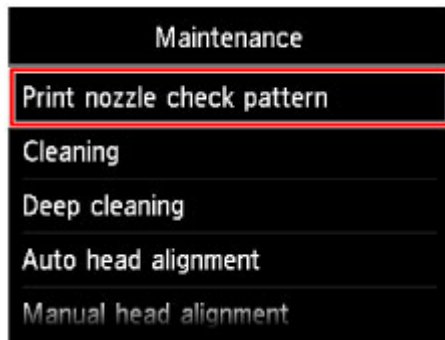 Maintenance
Print nozzle check pattern
Cleaning
Deep cleaning
Auto head alignment
Manual head alignment